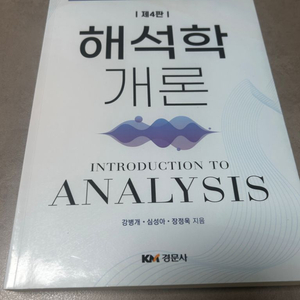 | 제4판 |
해석학
개론
INTRODUCTION TO
ANALYSIS
강병개 · 심성아 · 장정욱 지음
KM 경문사